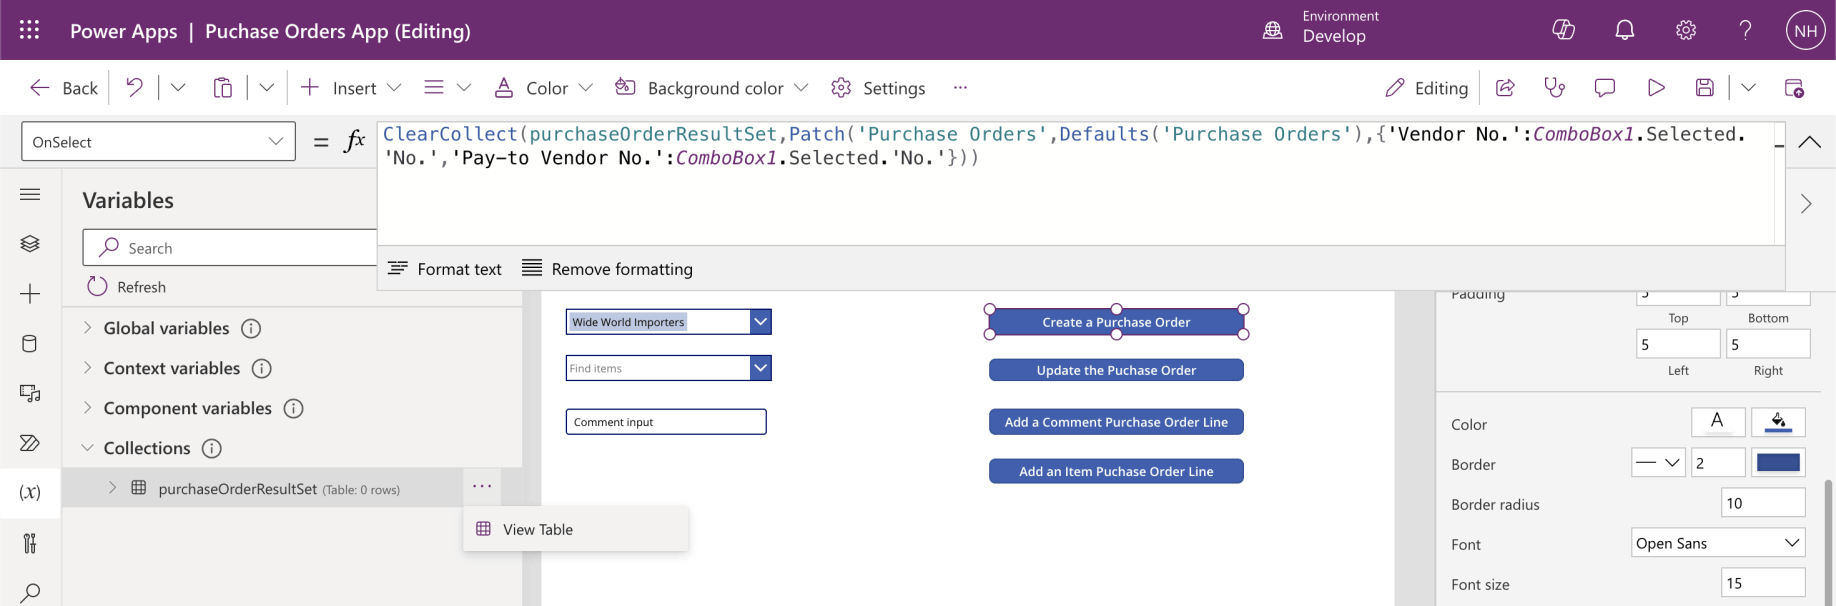 Power Apps | Puchase Orders App (Editing)
Environment
Develop
NH
Back
Insert
Color
Background color
Settings
Editing
OnSelect
= fx
ClearCollect(purchaseOrderResultSet,Patch('Purchase Orders',Defaults('Purchase Orders'),{'Vendor No.':ComboBox1.Selected.
'No.','Pay-to Vendor No.':ComboBox1.Selected.'No.'}))
Format text
Remove formatting
Variables
Search
Refresh
Global variables
Context variables
Component variables
Collections
(x)
purchaseOrderResultSet (Table: 0 rows)
View Table
Wide World Importers
Find items
Comment input
Create a Purchase Order
Update the Puchase Order
Add a Comment Purchase Order Line
Add an Item Puchase Order Line
Padding
Top
Bottom
5
5
Left
Right
Color
A
Border
2
Border radius
10
Font
Open Sans
Font size
15